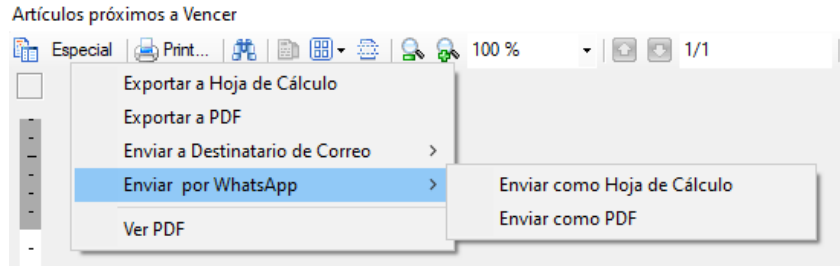 Artículos próximos a Vencer
Especial Print... 100 % 1/1
Exportar a Hoja de Cálculo
Exportar a PDF
Enviar a Destinatario de Correo
Enviar por WhatsApp
Enviar como Hoja de Cálculo
Enviar como PDF
Ver PDF